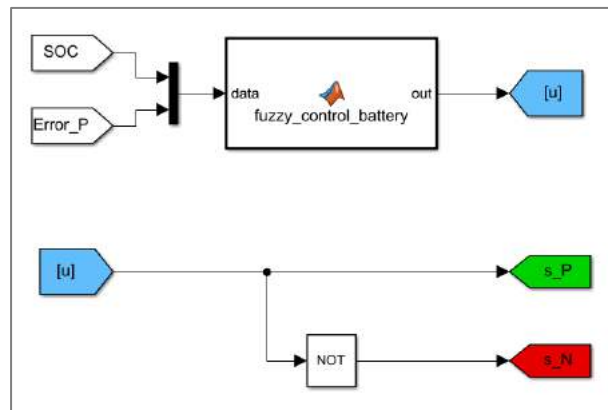 SOC
Error_P
data
out
fuzzy_control_battery
[u]
[u]
s_P
NOT
s_N